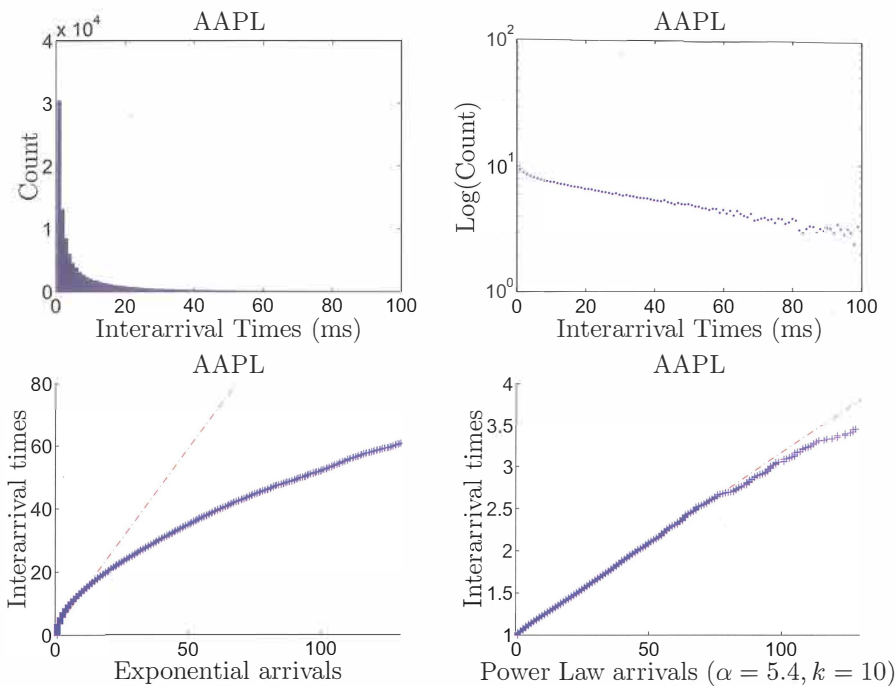 AAPL
4 x 10^4
3
2
1
0
Count
0 20 40 60 80 100
Interarrival Times (ms)
AAPL
10^2
10^1
10^0
Log(Count)
0 20 40 60 80 100
Interarrival Times (ms)
AAPL
80
60
40
20
0
Interarrival times
0 50 100
Exponential arrivals
AAPL
4
3.5
3
2.5
2
1.5
1
Interarrival times
0 50 100
Power Law arrivals (α = 5.4, k = 10)